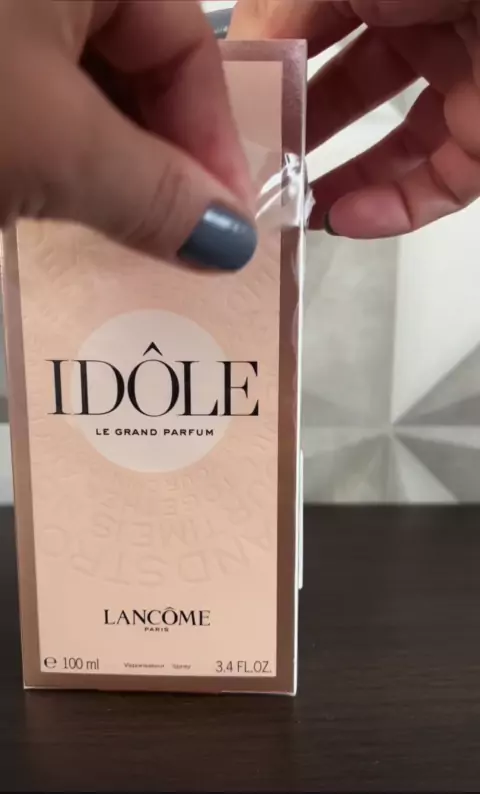 IDÔLE
LE GRAND PARFUM
LANCÔME
PARIS
e 100 ml Vaporisateur Spray 3.4 FL.OZ.